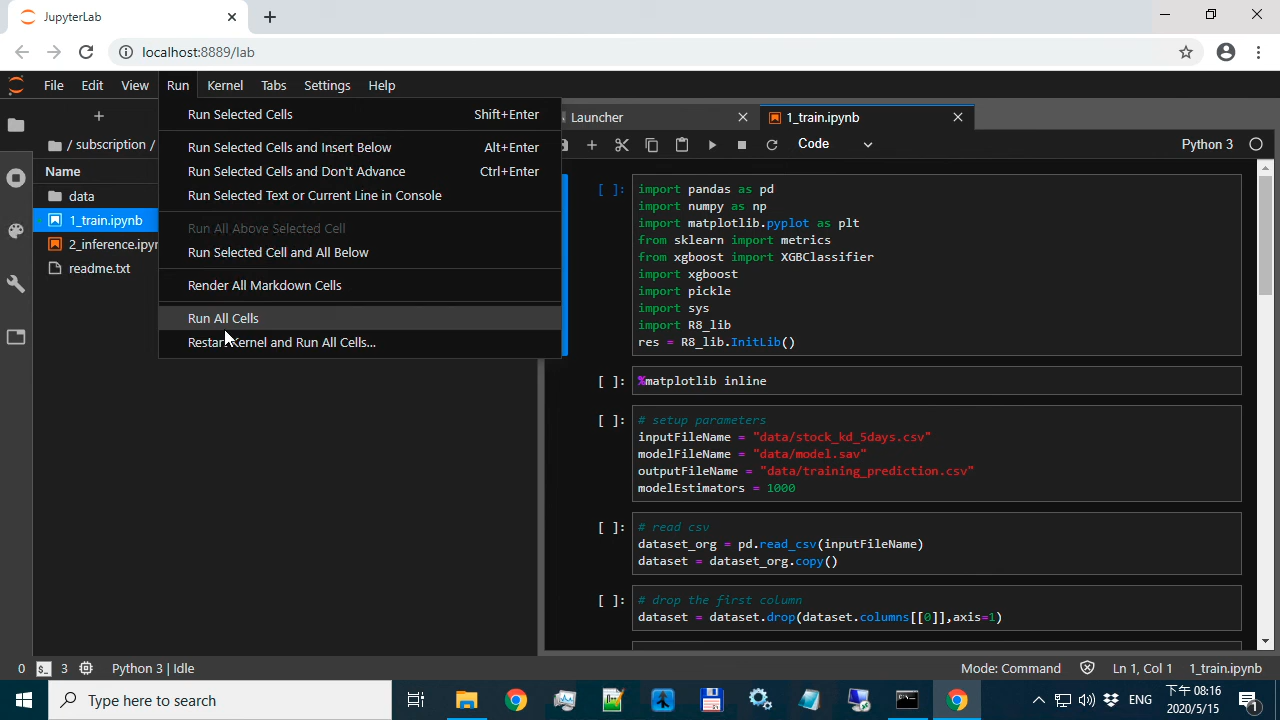 JupyterLab
localhost:8889/lab
File Edit View Run Kernel Tabs Settings Help
Run Selected Cells Shift+Enter
Run Selected Cells and Insert Below Alt+Enter
Run Selected Cells and Don't Advance Ctrl+Enter
Run Selected Text or Current Line in Console
Run All Above Selected Cell
Run Selected Cell and All Below
Render All Markdown Cells
Run All Cells
Restart Kernel and Run All Cells...
/ subscription /
Name
data
1_train.ipynb
2_inference.ipyn
readme.txt
Launcher
1_train.ipynb
Code
Python 3
[ ]:
import pandas as pd
import numpy as np
import matplotlib.pyplot as plt
from sklearn import metrics
from xgboost import XGBClassifier
import xgboost
import pickle
import sys
import R8_lib
res = R8_lib.InitLib()
[ ]: %matplotlib inline
[ ]: # setup parameters
inputFileName = "data/stock_kd_5days.csv"
modelFileName = "data/model.sav"
outputFileName = "data/training_prediction.csv"
modelEstimators = 1000
[ ]: # read csv
dataset_org = pd.read_csv(inputFileName)
dataset = dataset_org.copy()
[ ]: # drop the first column
dataset = dataset.drop(dataset.columns[[0]],axis=1)
0 $_ 3 Python 3 | Idle
Mode: Command Ln 1, Col 1 1_train.ipynb
Type here to search
ENG
下午 08:16
2020/5/15
1